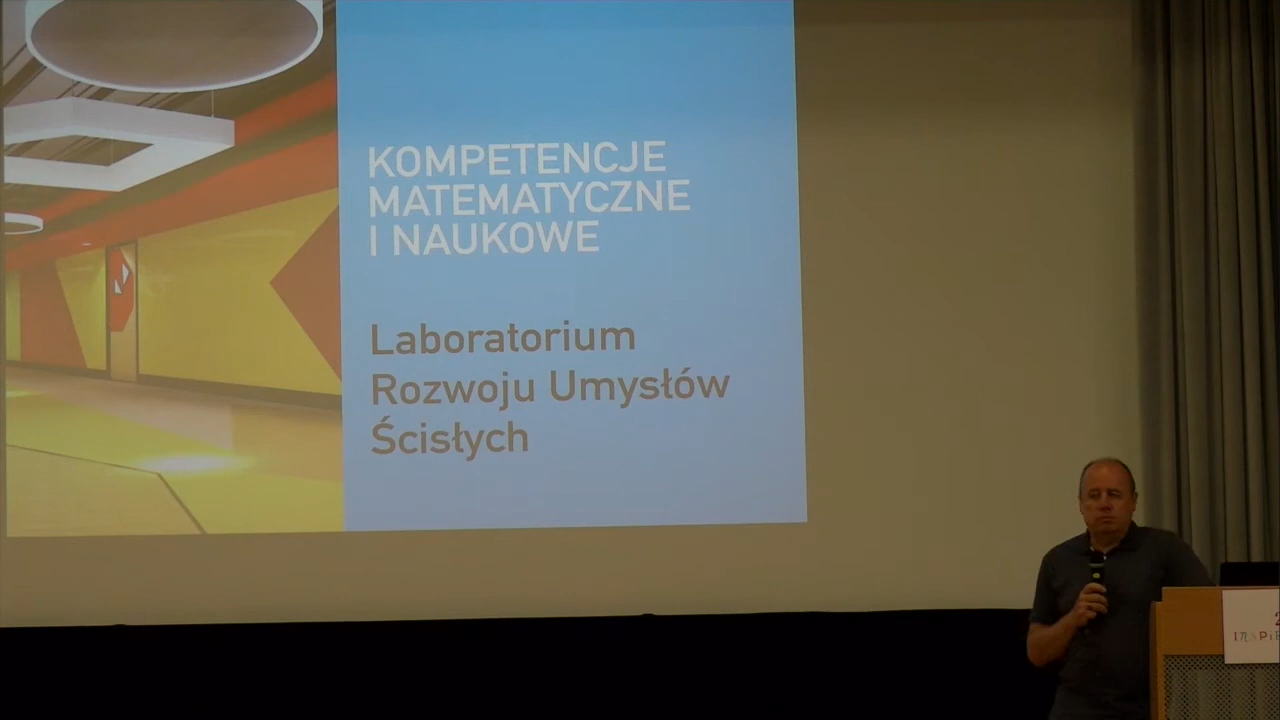 KOMPETENCJE
MATEMATYCZNE
I NAUKOWE
Laboratorium
Rozwoju Umysłów
Ścisłych